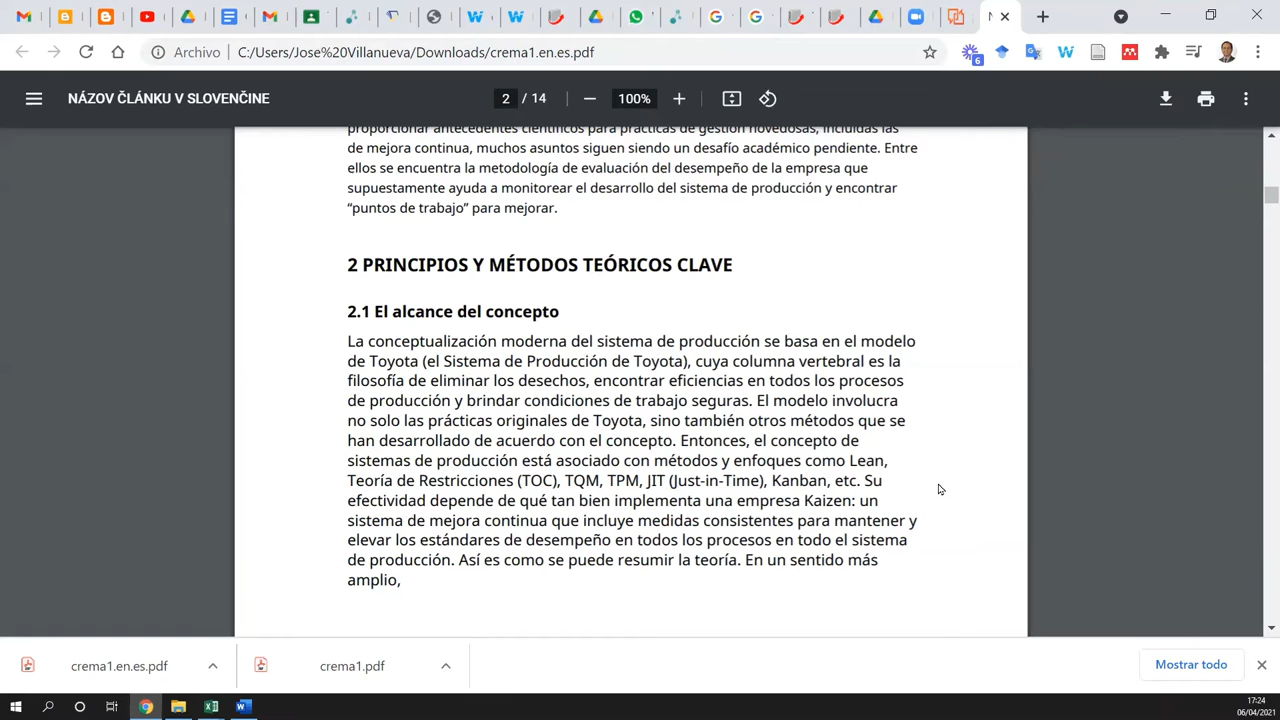 Archivo
C:/Users/Jose%20Villanueva/Downloads/crema1.en.es.pdf
6
NÁZOV ČLÁNKU V SLOVENČINE
2 / 14
100%
proporcionar antecedentes científicos para prácticas de gestión novedosas, incluidas las
de mejora continua, muchos asuntos siguen siendo un desafío académico pendiente. Entre
ellos se encuentra la metodología de evaluación del desempeño de la empresa que
supuestamente ayuda a monitorear el desarrollo del sistema de producción y encontrar
“puntos de trabajo” para mejorar.
2 PRINCIPIOS Y MÉTODOS TEÓRICOS CLAVE
2.1 El alcance del concepto
La conceptualización moderna del sistema de producción se basa en el modelo
de Toyota (el Sistema de Producción de Toyota), cuya columna vertebral es la
filosofía de eliminar los desechos, encontrar eficiencias en todos los procesos
de producción y brindar condiciones de trabajo seguras. El modelo involucra
no solo las prácticas originales de Toyota, sino también otros métodos que se
han desarrollado de acuerdo con el concepto. Entonces, el concepto de
sistemas de producción está asociado con métodos y enfoques como Lean,
Teoría de Restricciones (TOC), TQM, TPM, JIT (Just-in-Time), Kanban, etc. Su
efectividad depende de qué tan bien implementa una empresa Kaizen: un
sistema de mejora continua que incluye medidas consistentes para mantener y
elevar los estándares de desempeño en todos los procesos en todo el sistema
de producción. Así es como se puede resumir la teoría. En un sentido más
amplio,
crema1.en.es.pdf
crema1.pdf
Mostrar todo
17:24
06/04/2021